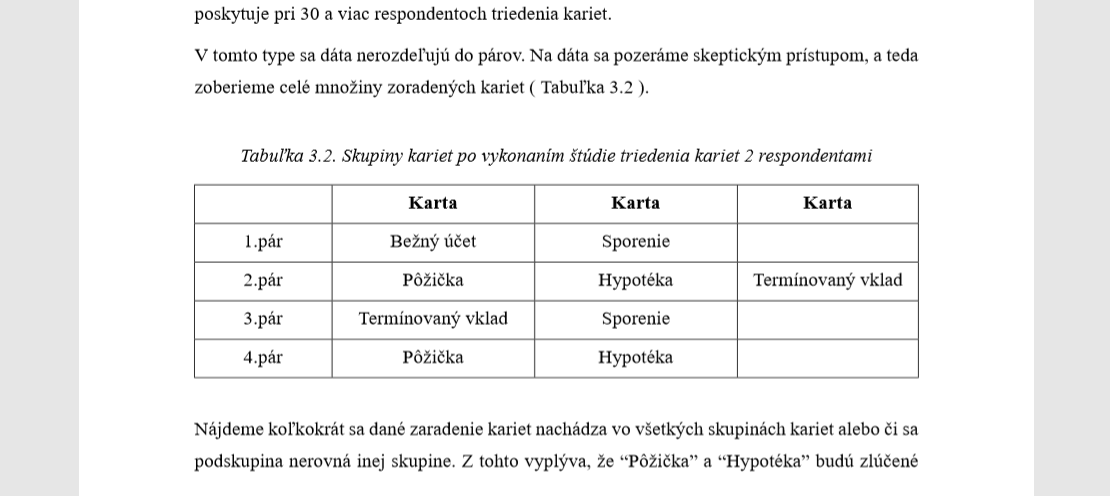 poskytuje pri 30 a viac respondentoch triedenia kariet.
V tomto type sa dáta nerozdeľujú do párov. Na dáta sa pozeráme skeptickým prístupom, a teda
zoberieme celé množiny zoradených kariet ( Tabuľka 3.2 ).
Tabuľka 3.2. Skupiny kariet po vykonaním štúdie triedenia kariet 2 respondentami
Karta Karta Karta
1.pár Bežný účet Sporenie
2.pár Pôžička Hypotéka Termínovaný vklad
3.pár Termínovaný vklad Sporenie
4.pár Pôžička Hypotéka
Nájdeme koľkokrát sa dané zaradenie kariet nachádza vo všetkých skupinách kariet alebo či sa
podskupina nerovná inej skupine. Z tohto vyplýva, že “Pôžička” a “Hypotéka” budú zlúčené